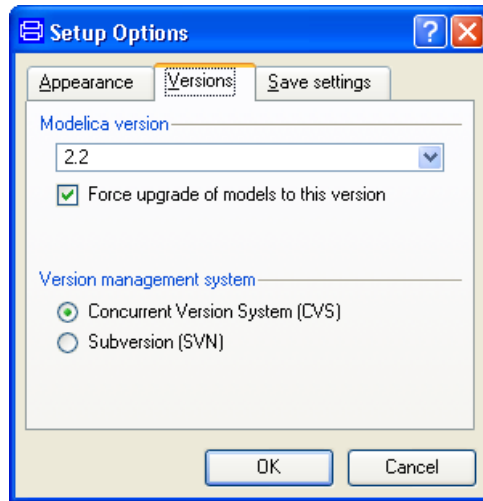 Setup Options
Appearance Versions Save settings
Modelica version
2.2
Force upgrade of models to this version
Version management system
Concurrent Version System (CVS)
Subversion (SVN)
OK Cancel